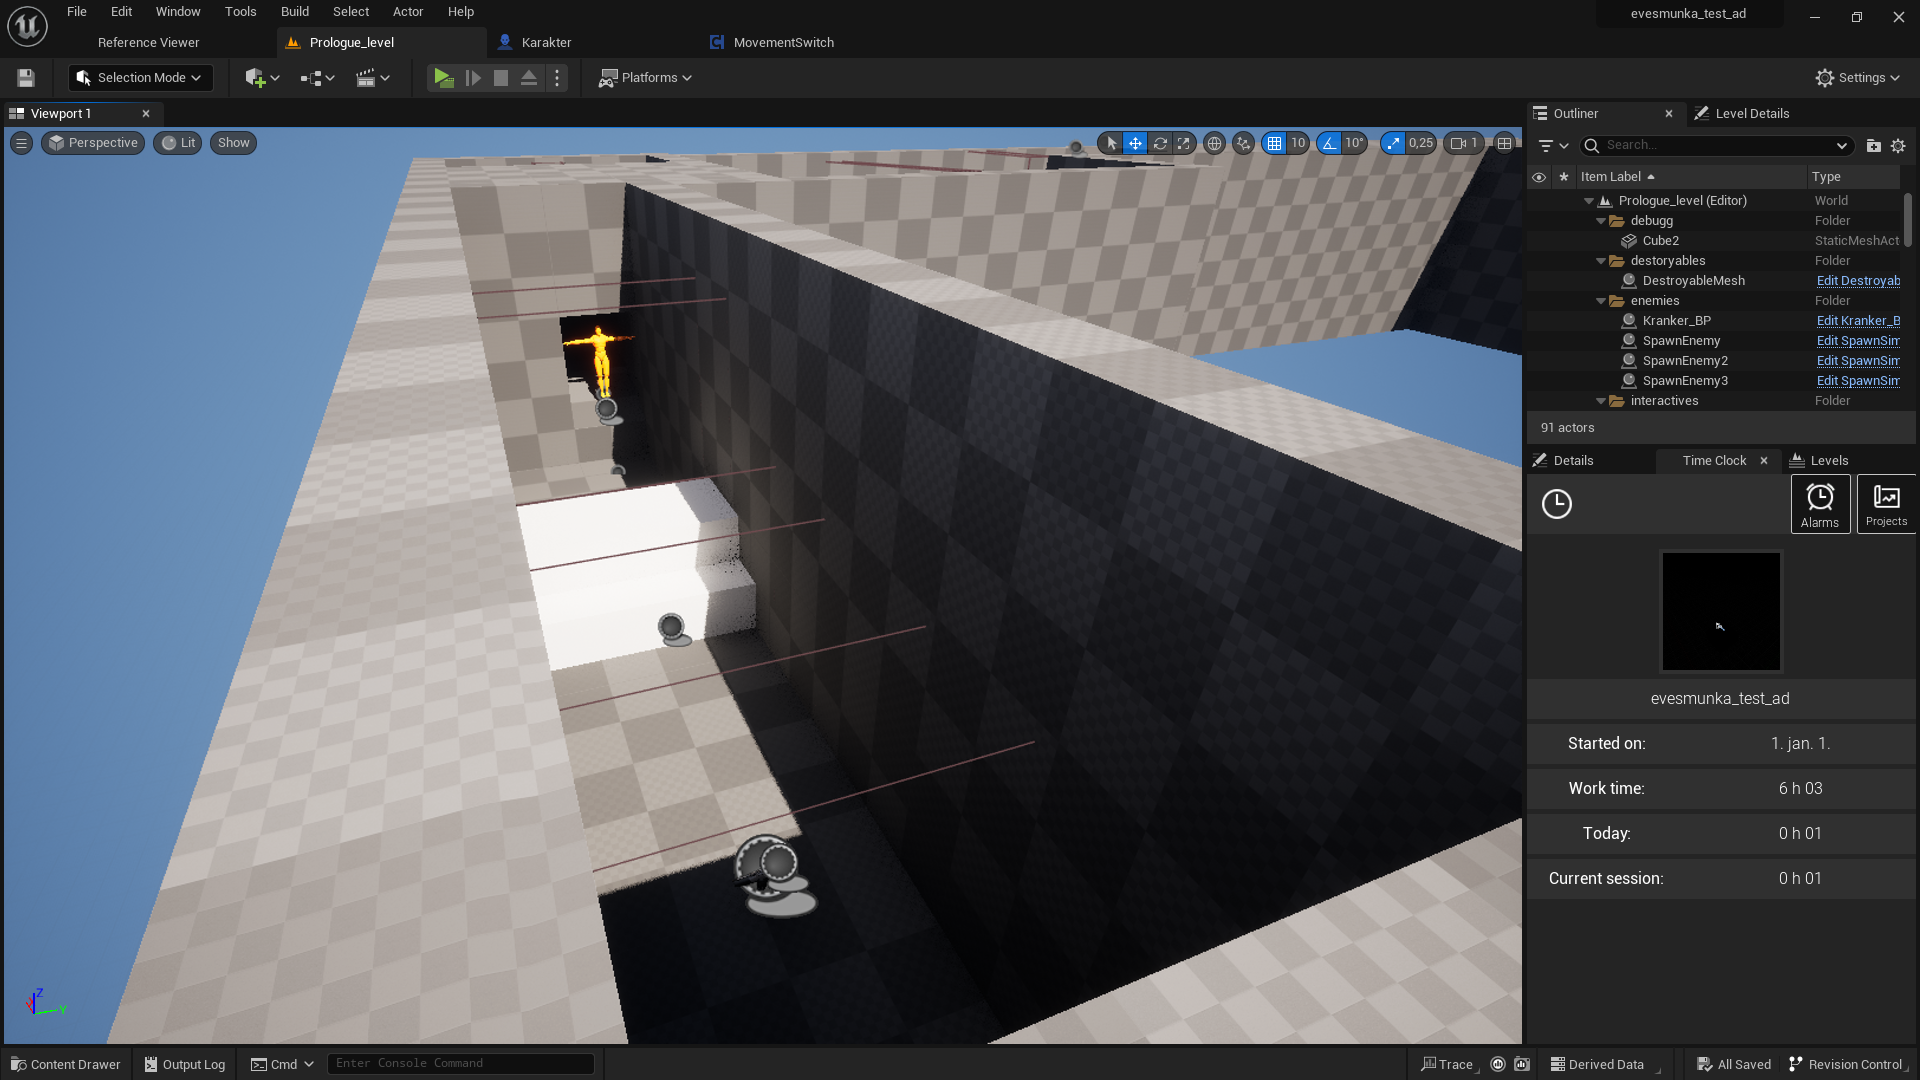 File Edit Window Tools Build Select Actor Help
evesmunka_test_ad
Reference Viewer
Prologue_level
Karakter
MovementSwitch
Selection Mode
Platforms
Settings
Viewport 1
Perspective
Lit
Show
10
10°
0,25
1
Outliner
Level Details
Search...
Item Label
Type
Prologue_level (Editor) World
debugg Folder
Cube2 StaticMeshAct
destoryables Folder
DestroyableMesh Edit Destroyab
enemies Folder
Kranker_BP Edit Kranker_B
SpawnEnemy Edit SpawnSim
SpawnEnemy2 Edit SpawnSim
SpawnEnemy3 Edit SpawnSim
interactives Folder
91 actors
Details
Time Clock
Levels
Alarms
Projects
evesmunka_test_ad
Started on: 1. jan. 1.
Work time: 6 h 03
Today: 0 h 01
Current session: 0 h 01
Z
X
Y
Content Drawer
Output Log
Cmd
Enter Console Command
Trace
Derived Data
All Saved
Revision Control